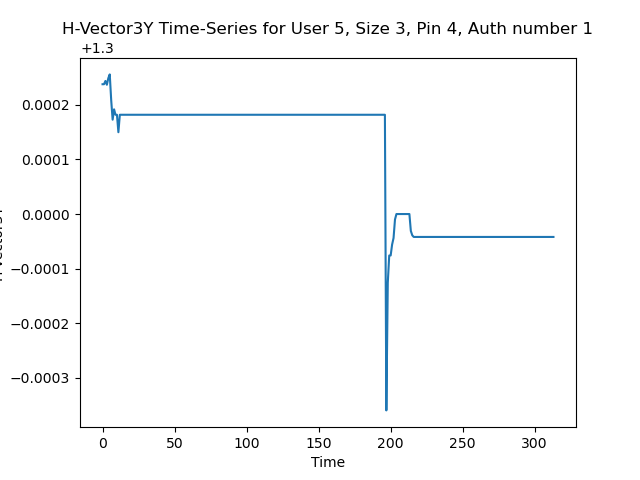 H-Vector3Y Time-Series for User 5, Size 3, Pin 4, Auth number 1
+1.3
0.0002
0.0001
0.0000
−0.0001
−0.0002
−0.0003
0 50 100 150 200 250 300
Time